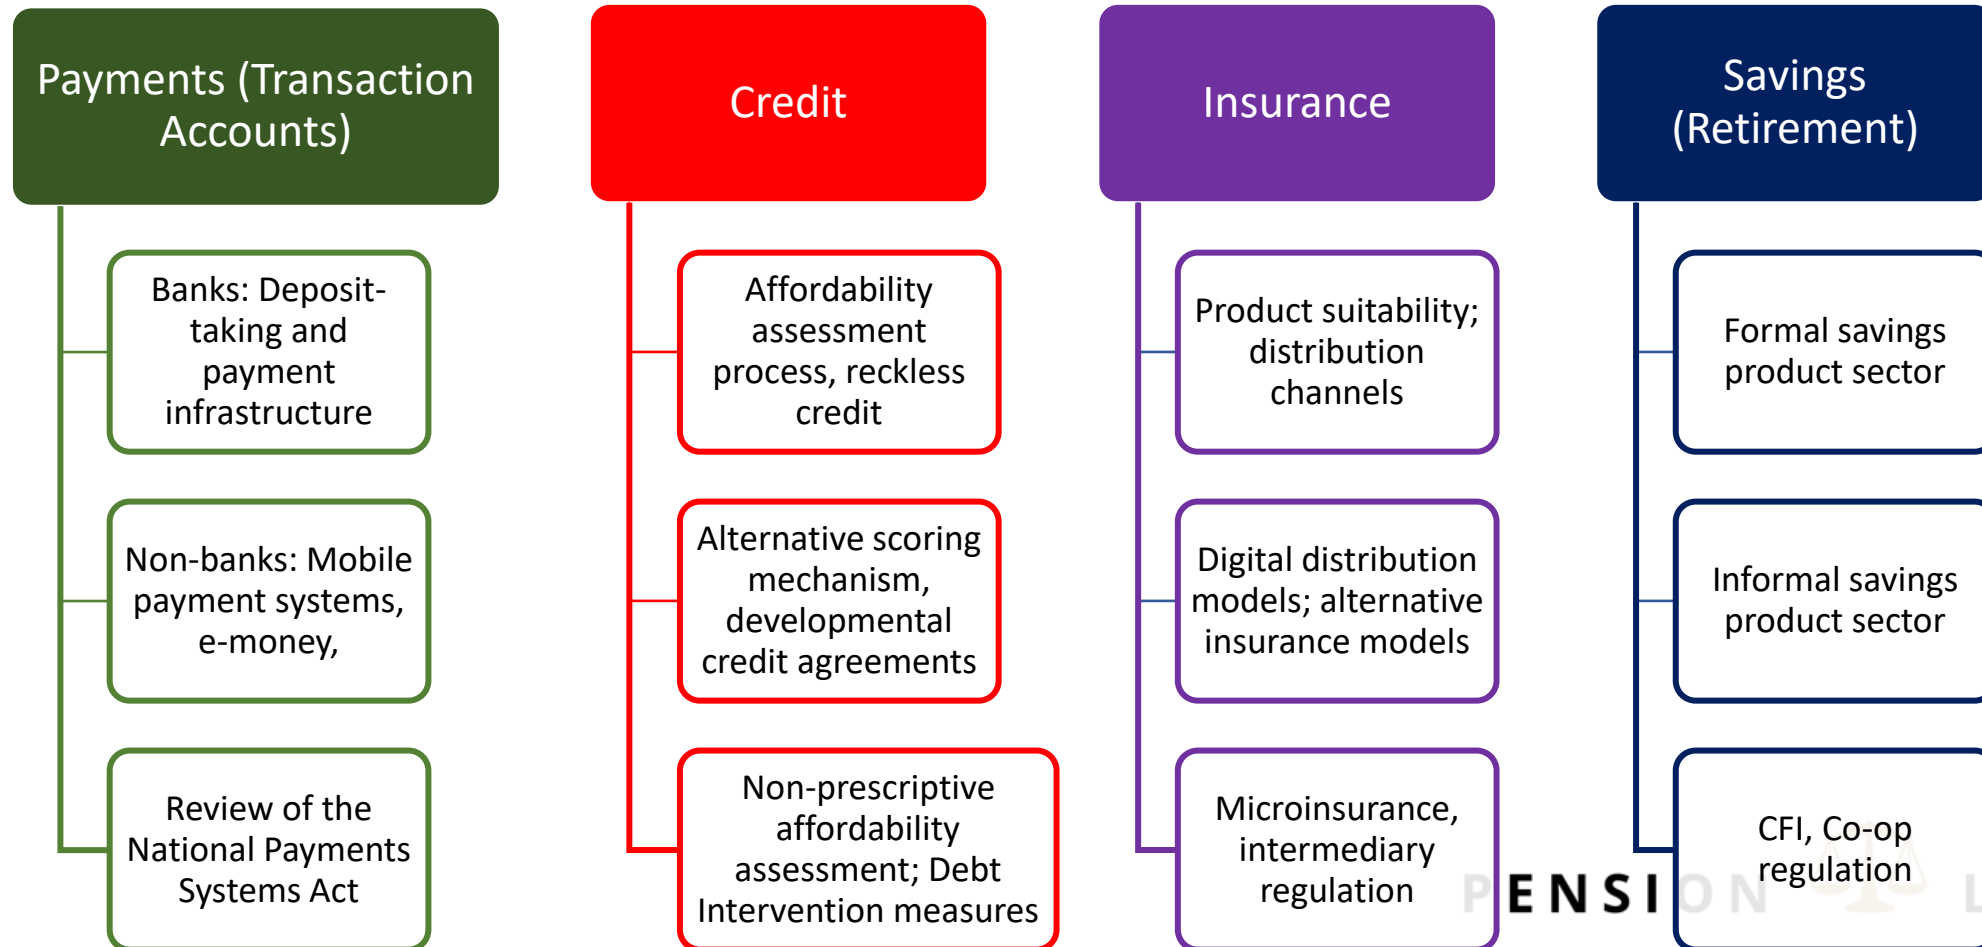 Payments (Transaction
Accounts)
Banks: Deposit-
taking and
payment
infrastructure
Non-banks: Mobile
payment systems,
e-money,
Review of the
National Payments
Systems Act
Credit
Affordability
assessment
process, reckless
credit
Alternative scoring
mechanism,
developmental
credit agreements
Non-prescriptive
affordability
assessment; Debt
Intervention measures
Insurance
Product suitability;
distribution
channels
Digital distribution
models; alternative
insurance models
Microinsurance,
intermediary
regulation
Savings
(Retirement)
Formal savings
product sector
Informal savings
product sector
CFI, Co-op
regulation
PENSION L